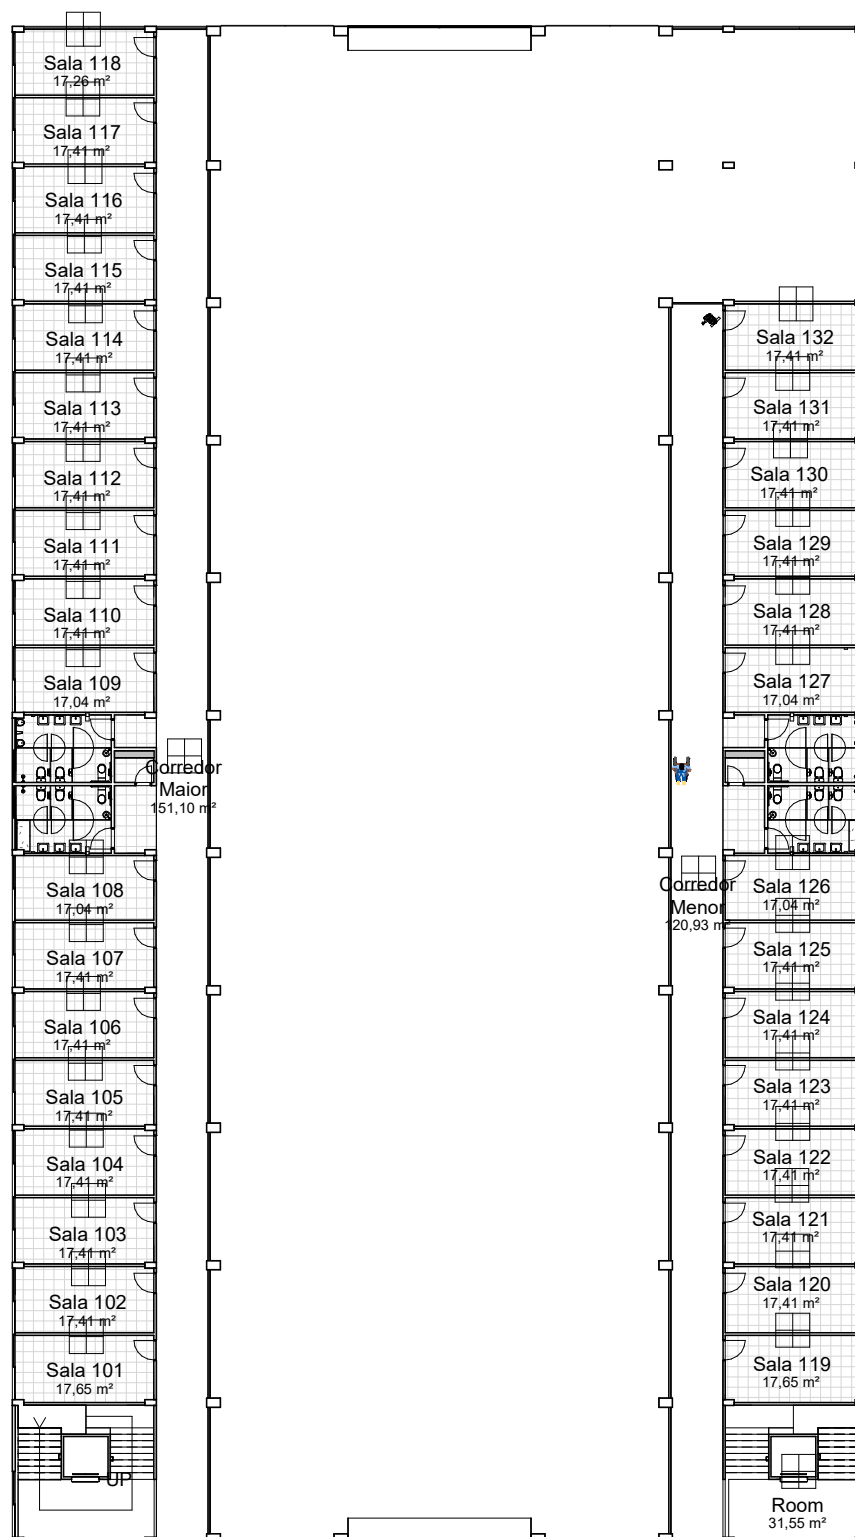 Sala 118
17,26 m²
Sala 117
17,41 m²
Sala 116
17,41 m²
Sala 115
17,41 m²
Sala 114
17,41 m²
Sala 113
17,41 m²
Sala 112
17,41 m²
Sala 111
17,41 m²
Sala 110
17,41 m²
Sala 109
17,04 m²
Corredor
Maior
151,10 m²
Sala 108
17,04 m²
Sala 107
17,41 m²
Sala 106
17,41 m²
Sala 105
17,41 m²
Sala 104
17,41 m²
Sala 103
17,41 m²
Sala 102
17,41 m²
Sala 101
17,65 m²
UP
Sala 132
17,41 m²
Sala 131
17,41 m²
Sala 130
17,41 m²
Sala 129
17,41 m²
Sala 128
17,41 m²
Sala 127
17,04 m²
Corredor
Menor
120,93 m²
Sala 126
17,04 m²
Sala 125
17,41 m²
Sala 124
17,41 m²
Sala 123
17,41 m²
Sala 122
17,41 m²
Sala 121
17,41 m²
Sala 120
17,41 m²
Sala 119
17,65 m²
Room
31,55 m²